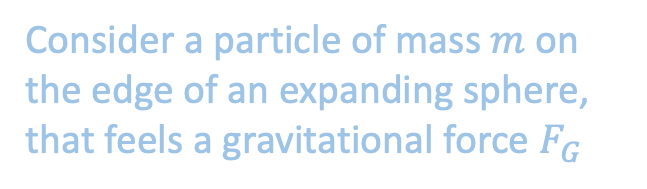 Consider a particle of mass m on
the edge of an expanding sphere,
that feels a gravitational force F_G